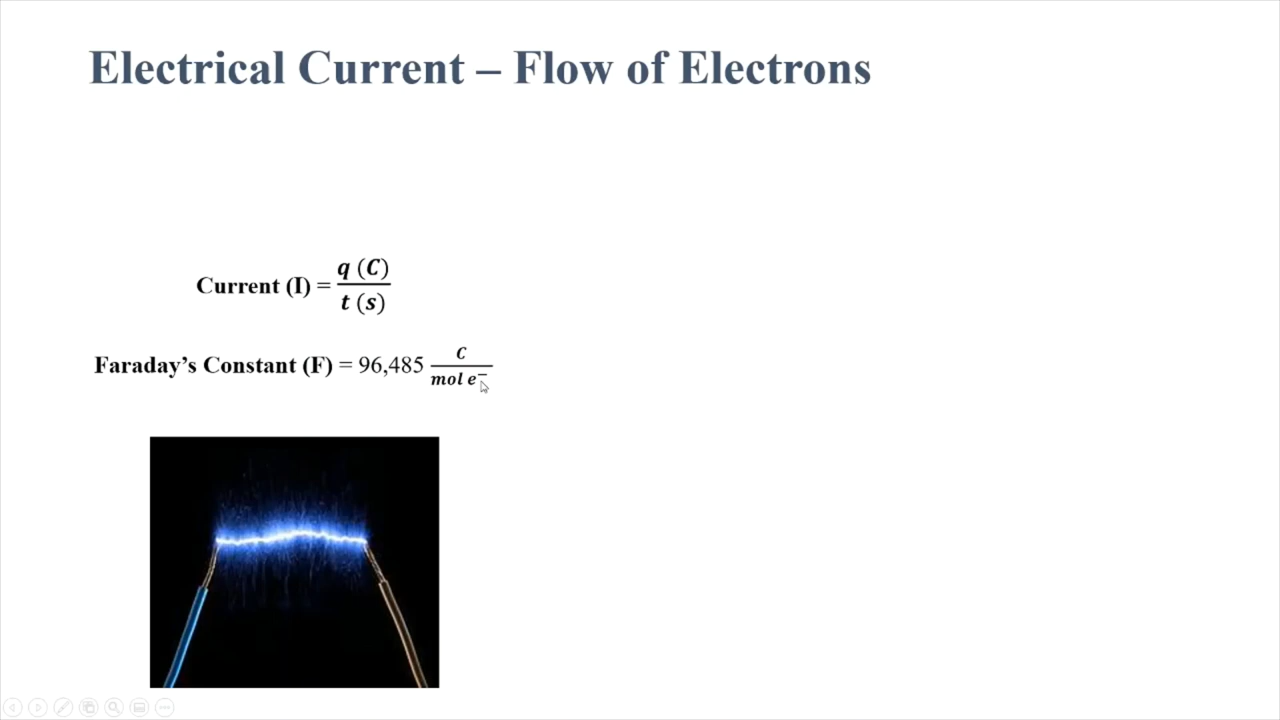 Electrical Current – Flow of Electrons
Current (I) = q (C) / t (s)
Faraday's Constant (F) = 96,485 C / mol e⁻